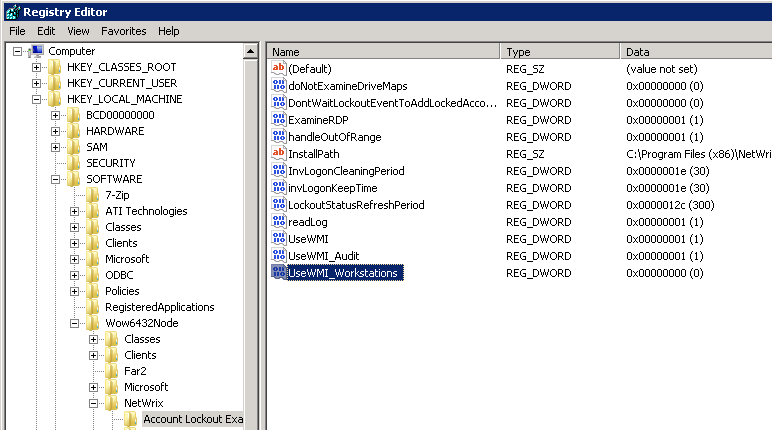 Registry Editor
File Edit View Favorites Help
Computer
HKEY_CLASSES_ROOT
HKEY_CURRENT_USER
HKEY_LOCAL_MACHINE
BCD00000000
HARDWARE
SAM
SECURITY
SOFTWARE
7-Zip
ATI Technologies
Classes
Clients
Microsoft
ODBC
Policies
RegisteredApplications
Wow6432Node
Classes
Clients
Far2
Microsoft
NetWrix
Account Lockout Exa
Name Type Data
(Default) REG_SZ (value not set)
doNotExamineDriveMaps REG_DWORD 0x00000000 (0)
DontWaitLockoutEventToAddLockedAcco... REG_DWORD 0x00000000 (0)
ExamineRDP REG_DWORD 0x00000001 (1)
handleOutOfRange REG_DWORD 0x00000001 (1)
InstallPath REG_SZ C:\Program Files (x86)\NetWrix
InvLogonCleaningPeriod REG_DWORD 0x0000001e (30)
invLogonKeepTime REG_DWORD 0x0000001e (30)
LockoutStatusRefreshPeriod REG_DWORD 0x0000012c (300)
readLog REG_DWORD 0x00000001 (1)
UseWMI REG_DWORD 0x00000001 (1)
UseWMI_Audit REG_DWORD 0x00000001 (1)
UseWMI_Workstations REG_DWORD 0x00000000 (0)